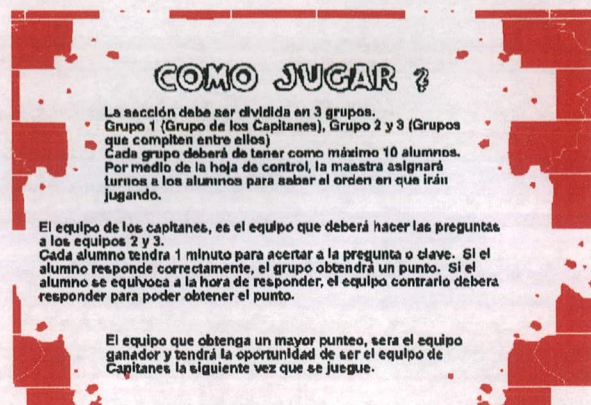 COMO JUGAR ?
La sección debe ser dividida en 3 grupos.
Grupo 1 (Grupo de los Capitanes), Grupo 2 y 3 (Grupos
que compiten entre ellos)
Cada grupo deberá de tener como máximo 10 alumnos.
Por medio de la hoja de control, la maestra asignará
turnos a los alumnos para saber el orden en que irán
jugando.
El equipo de los capitanes, es el equipo que deberá hacer las preguntas
a los equipos 2 y 3.
Cada alumno tendra 1 minuto para acertar a la pregunta o clave. Si el
alumno responde correctamente, el grupo obtendrá un punto. Si el
alumno se equivoca a la hora de responder, el equipo contrario debera
responder para poder obtener el punto.
El equipo que obtenga un mayor punteo, sera el equipo
ganador y tendrá la oportunidad de ser el equipo de
Capitanes la siguiente vez que se juegue.